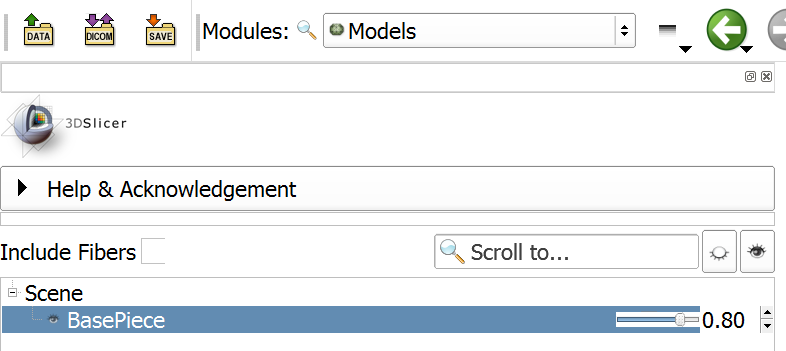 DATA DICOM SAVE Modules: Models
3DSlicer
Help & Acknowledgement
Include Fibers Scroll to...
Scene
BasePiece 0.80